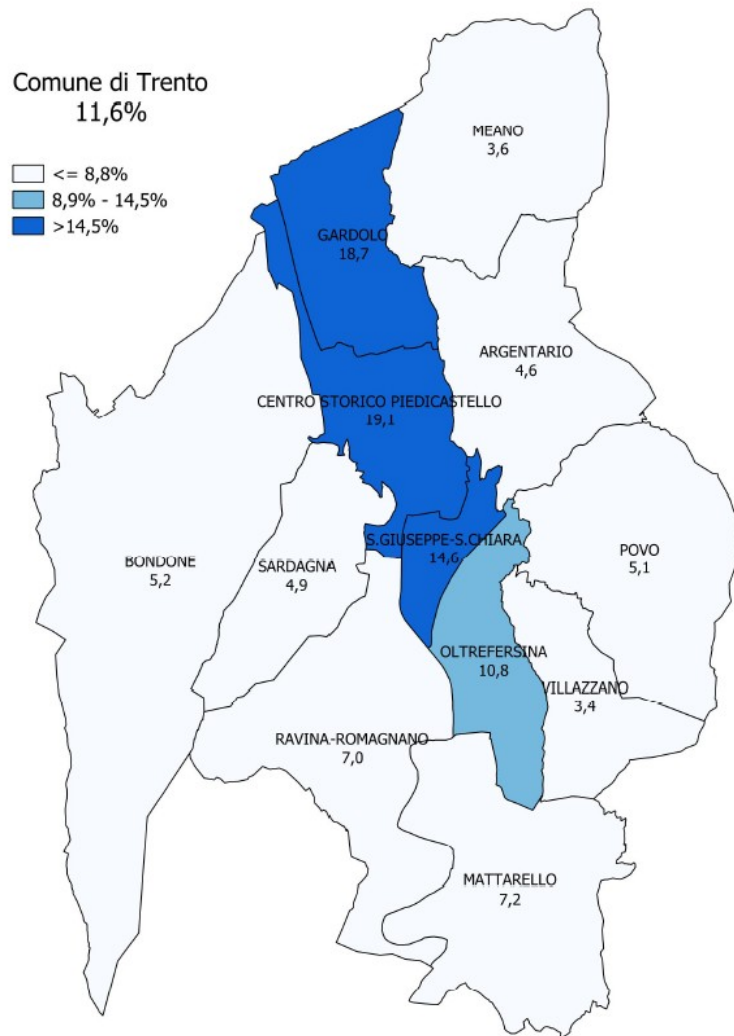 Comune di Trento
11,6%
<= 8,8%
8,9% - 14,5%
>14,5%
MEANO
3,6
GARDOLO
18,7
ARGENTARIO
4,6
CENTRO STORICO PIEDICASTELLO
19,1
S.GIUSEPPE-S.CHIARA
14,6
POVO
5,1
BONDONE
5,2
SARDAGNA
4,9
OLTREFERSINA
10,8
VILLAZZANO
3,4
RAVINA-ROMAGNANO
7,0
MATTARELLO
7,2